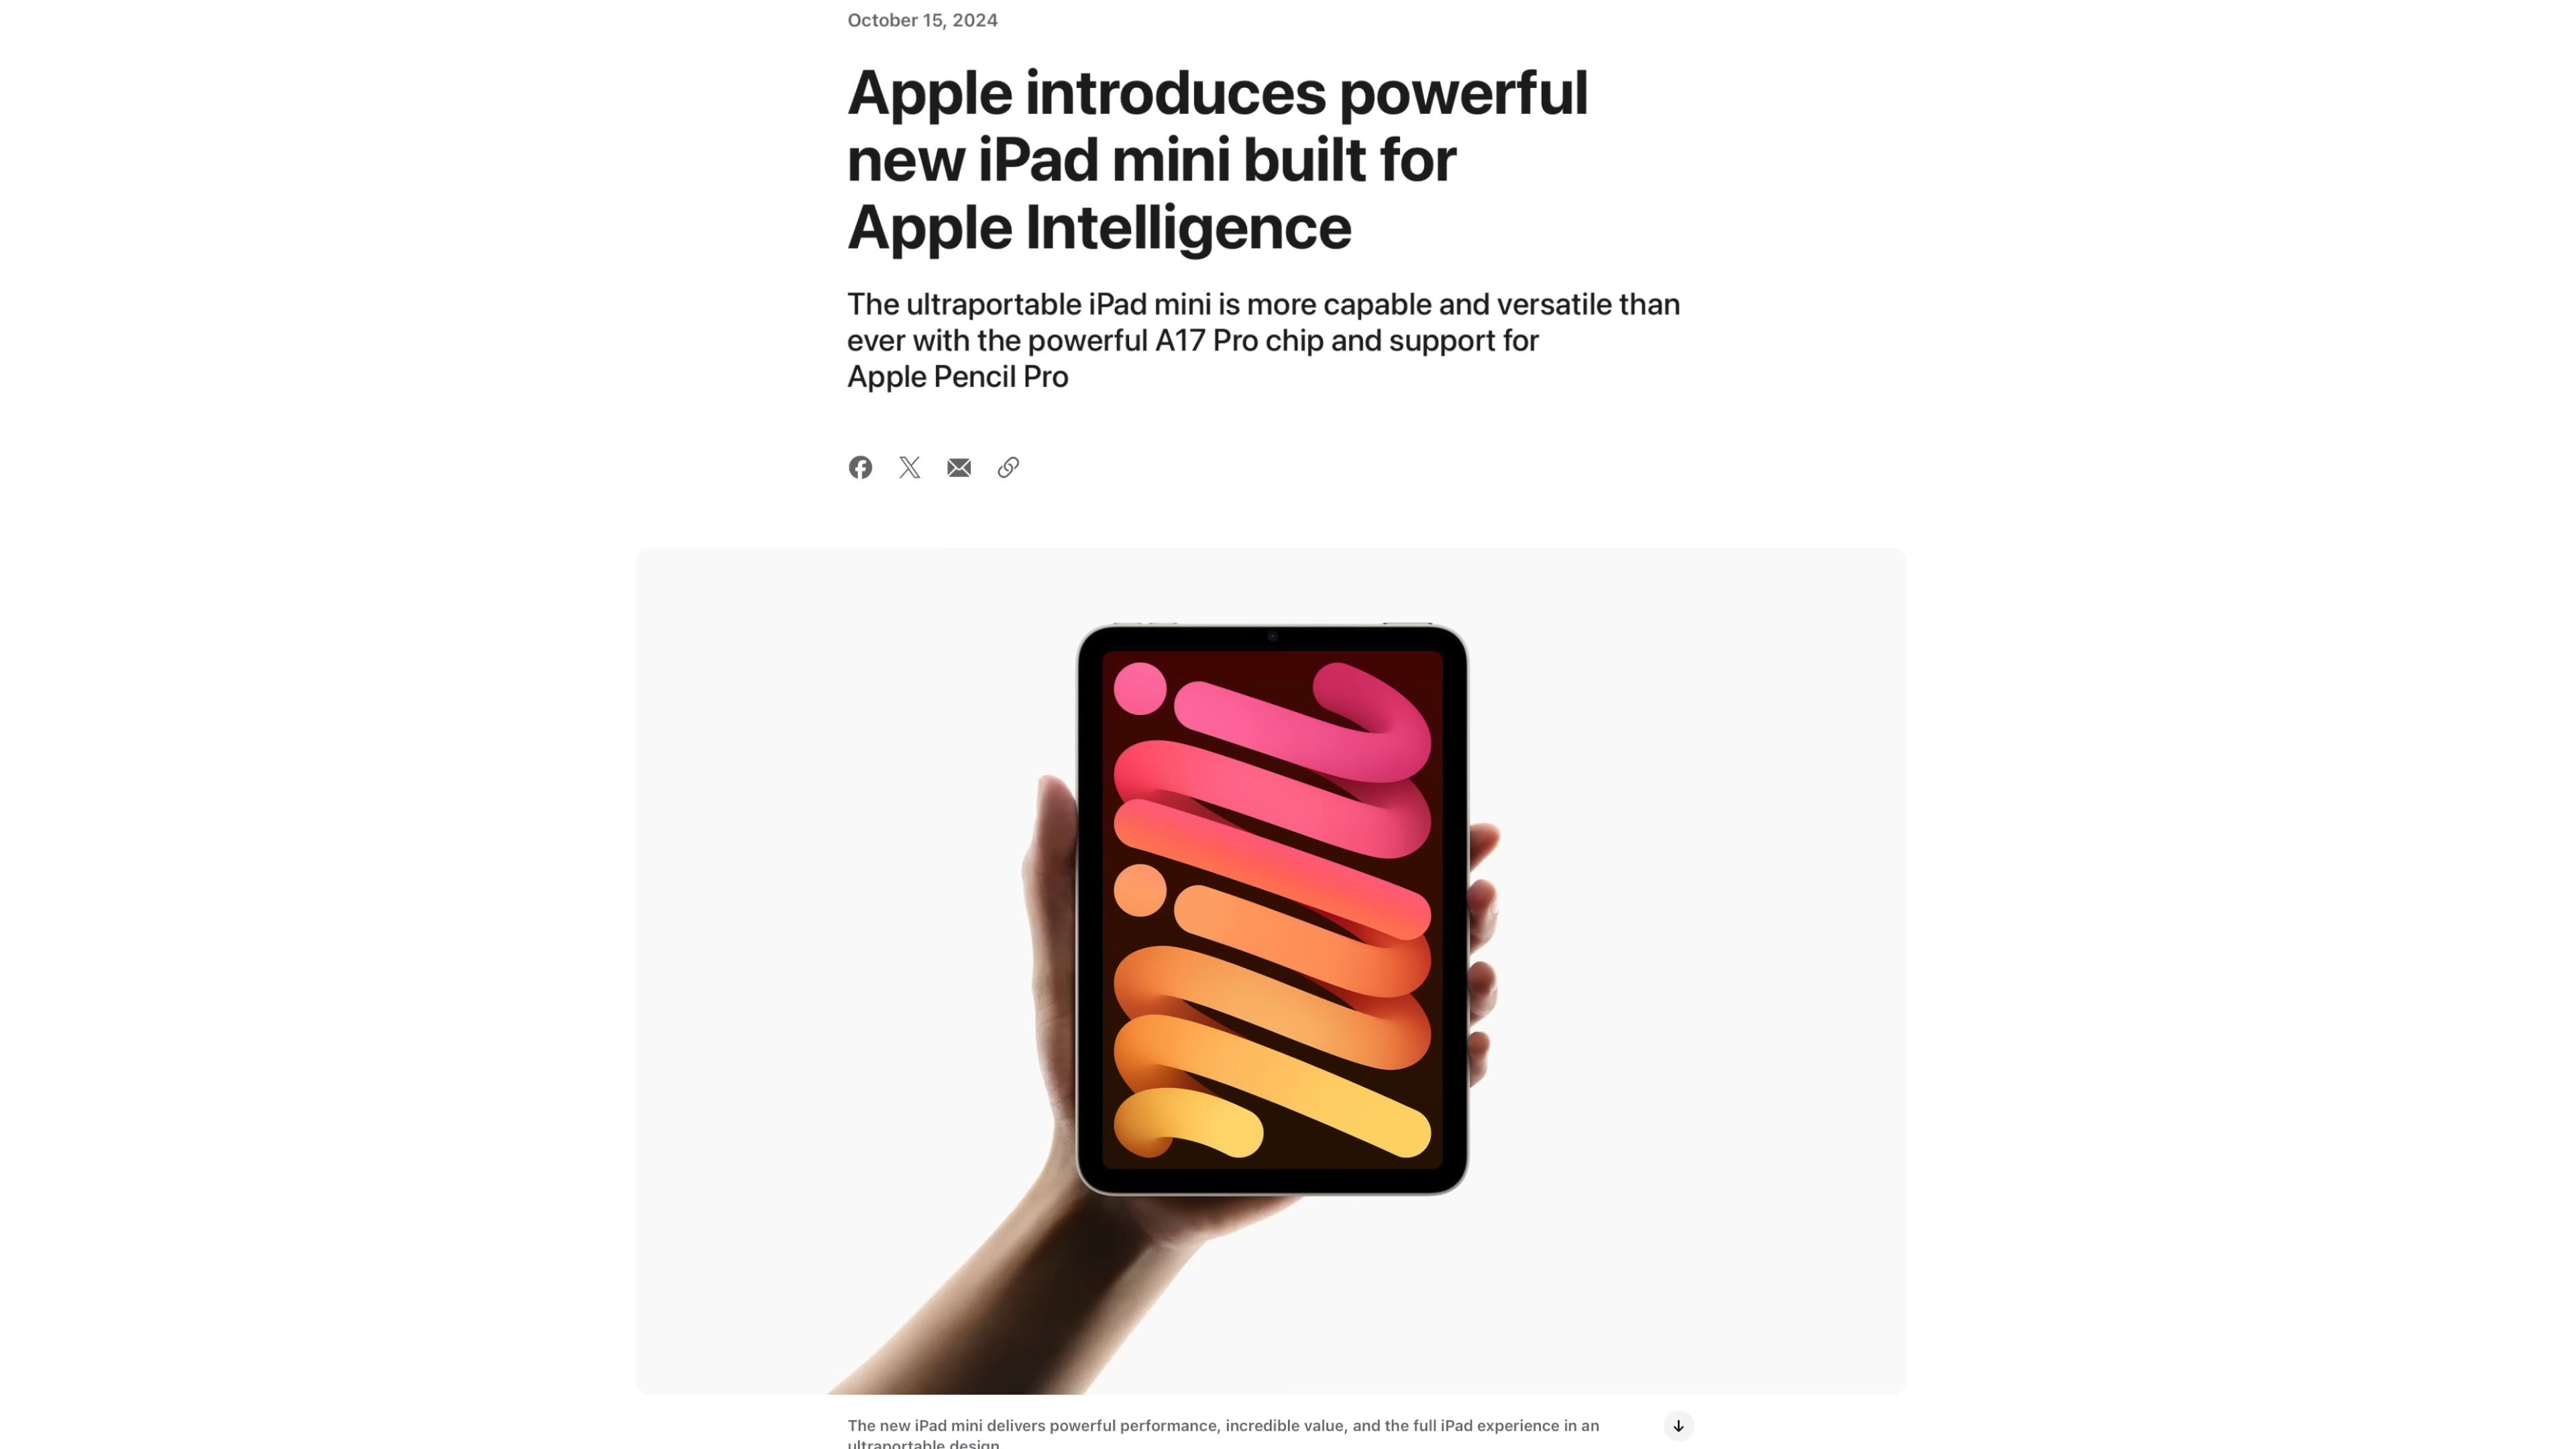 October 15, 2024
Apple introduces powerful
new iPad mini built for
Apple Intelligence
The ultraportable iPad mini is more capable and versatile than
ever with the powerful A17 Pro chip and support for
Apple Pencil Pro
The new iPad mini delivers powerful performance, incredible value, and the full iPad experience in an
ultraportable design.